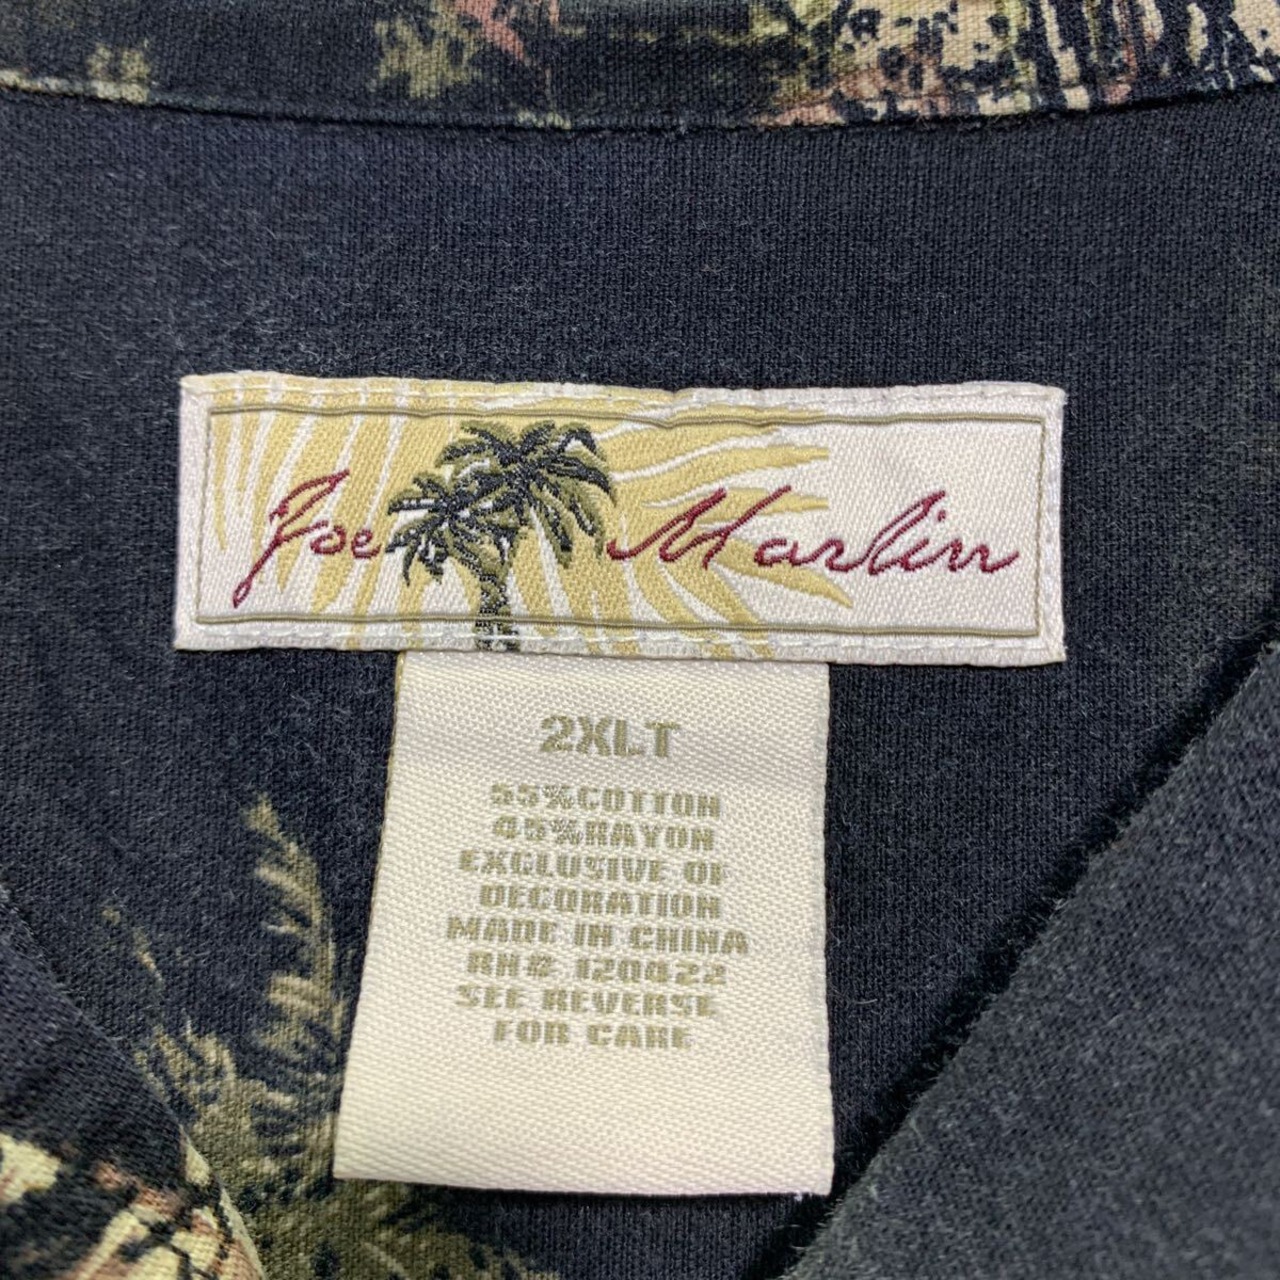 Joe Marlin
2XLT
55%COTTON
45%RAYON
EXCLUSIVE OF
DECORATION
MADE IN CHINA
RN# 120422
SEE REVERSE
FOR CARE